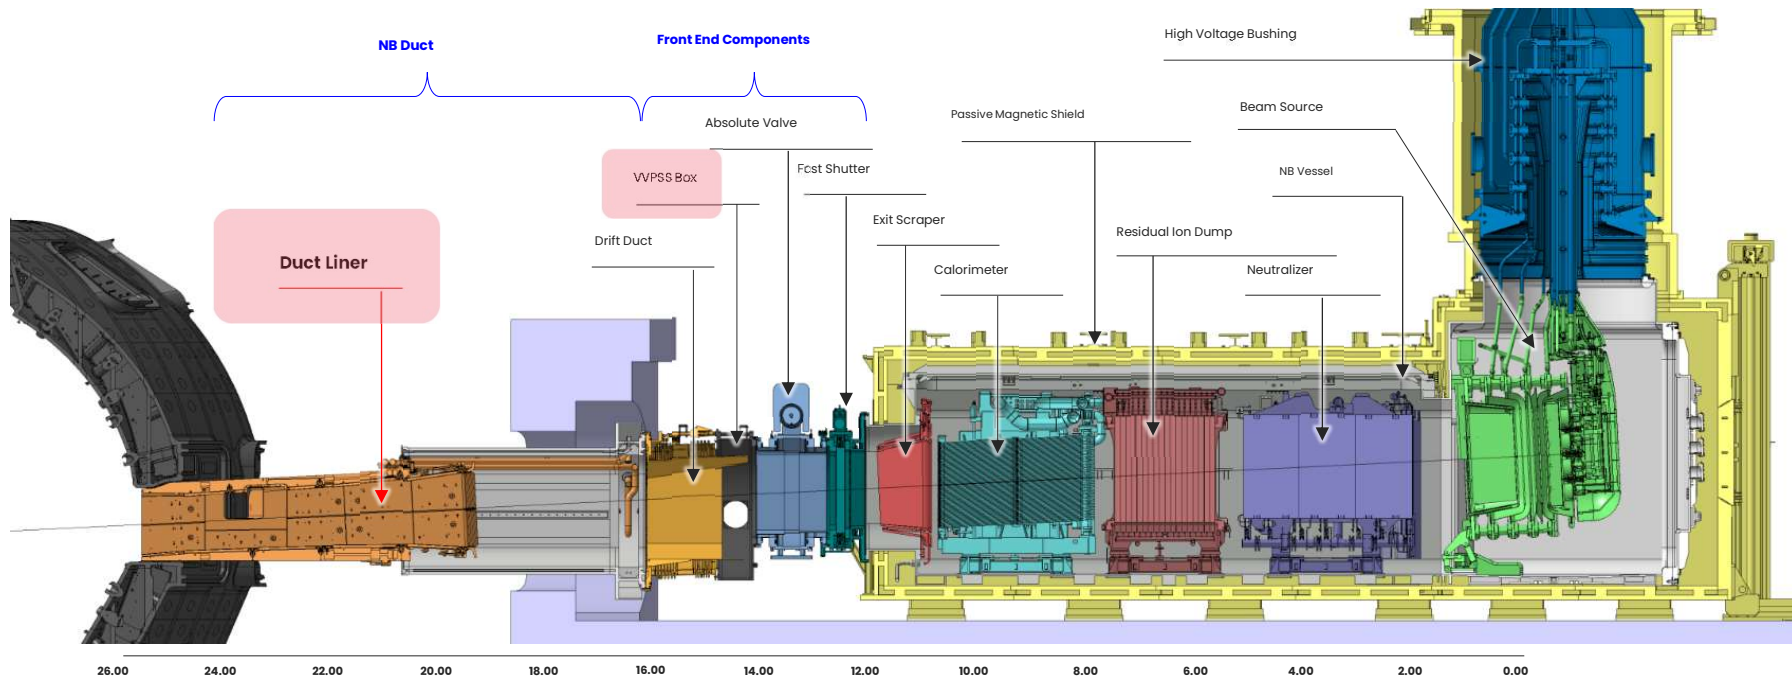 NB Duct
Front End Components
High Voltage Bushing
Absolute Valve
Passive Magnetic Shield
Beam Source
VVPSS Box
Fast Shutter
NB Vessel
Exit Scraper
Drift Duct
Residual Ion Dump
Duct Liner
Calorimeter
Neutralizer
26.00 24.00 22.00 20.00 18.00 16.00 14.00 12.00 10.00 8.00 6.00 4.00 2.00 0.00